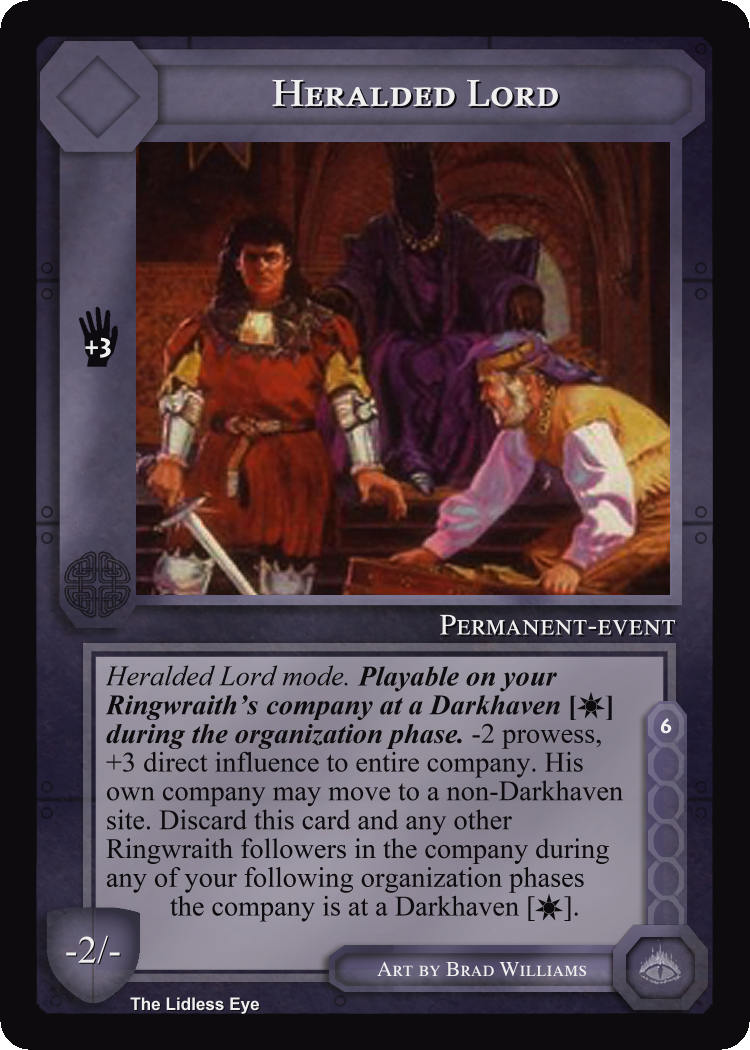 Heralded Lord
+3
Permanent-event
Heralded Lord mode. Playable on your
Ringwraith's company at a Darkhaven [☀]
during the organization phase. -2 prowess,
+3 direct influence to entire company. His
own company may move to a non-Darkhaven
site. Discard this card and any other
Ringwraith followers in the company during
any of your following organization phases
the company is at a Darkhaven [☀].
6
-2/-
Art by Brad Williams
The Lidless Eye